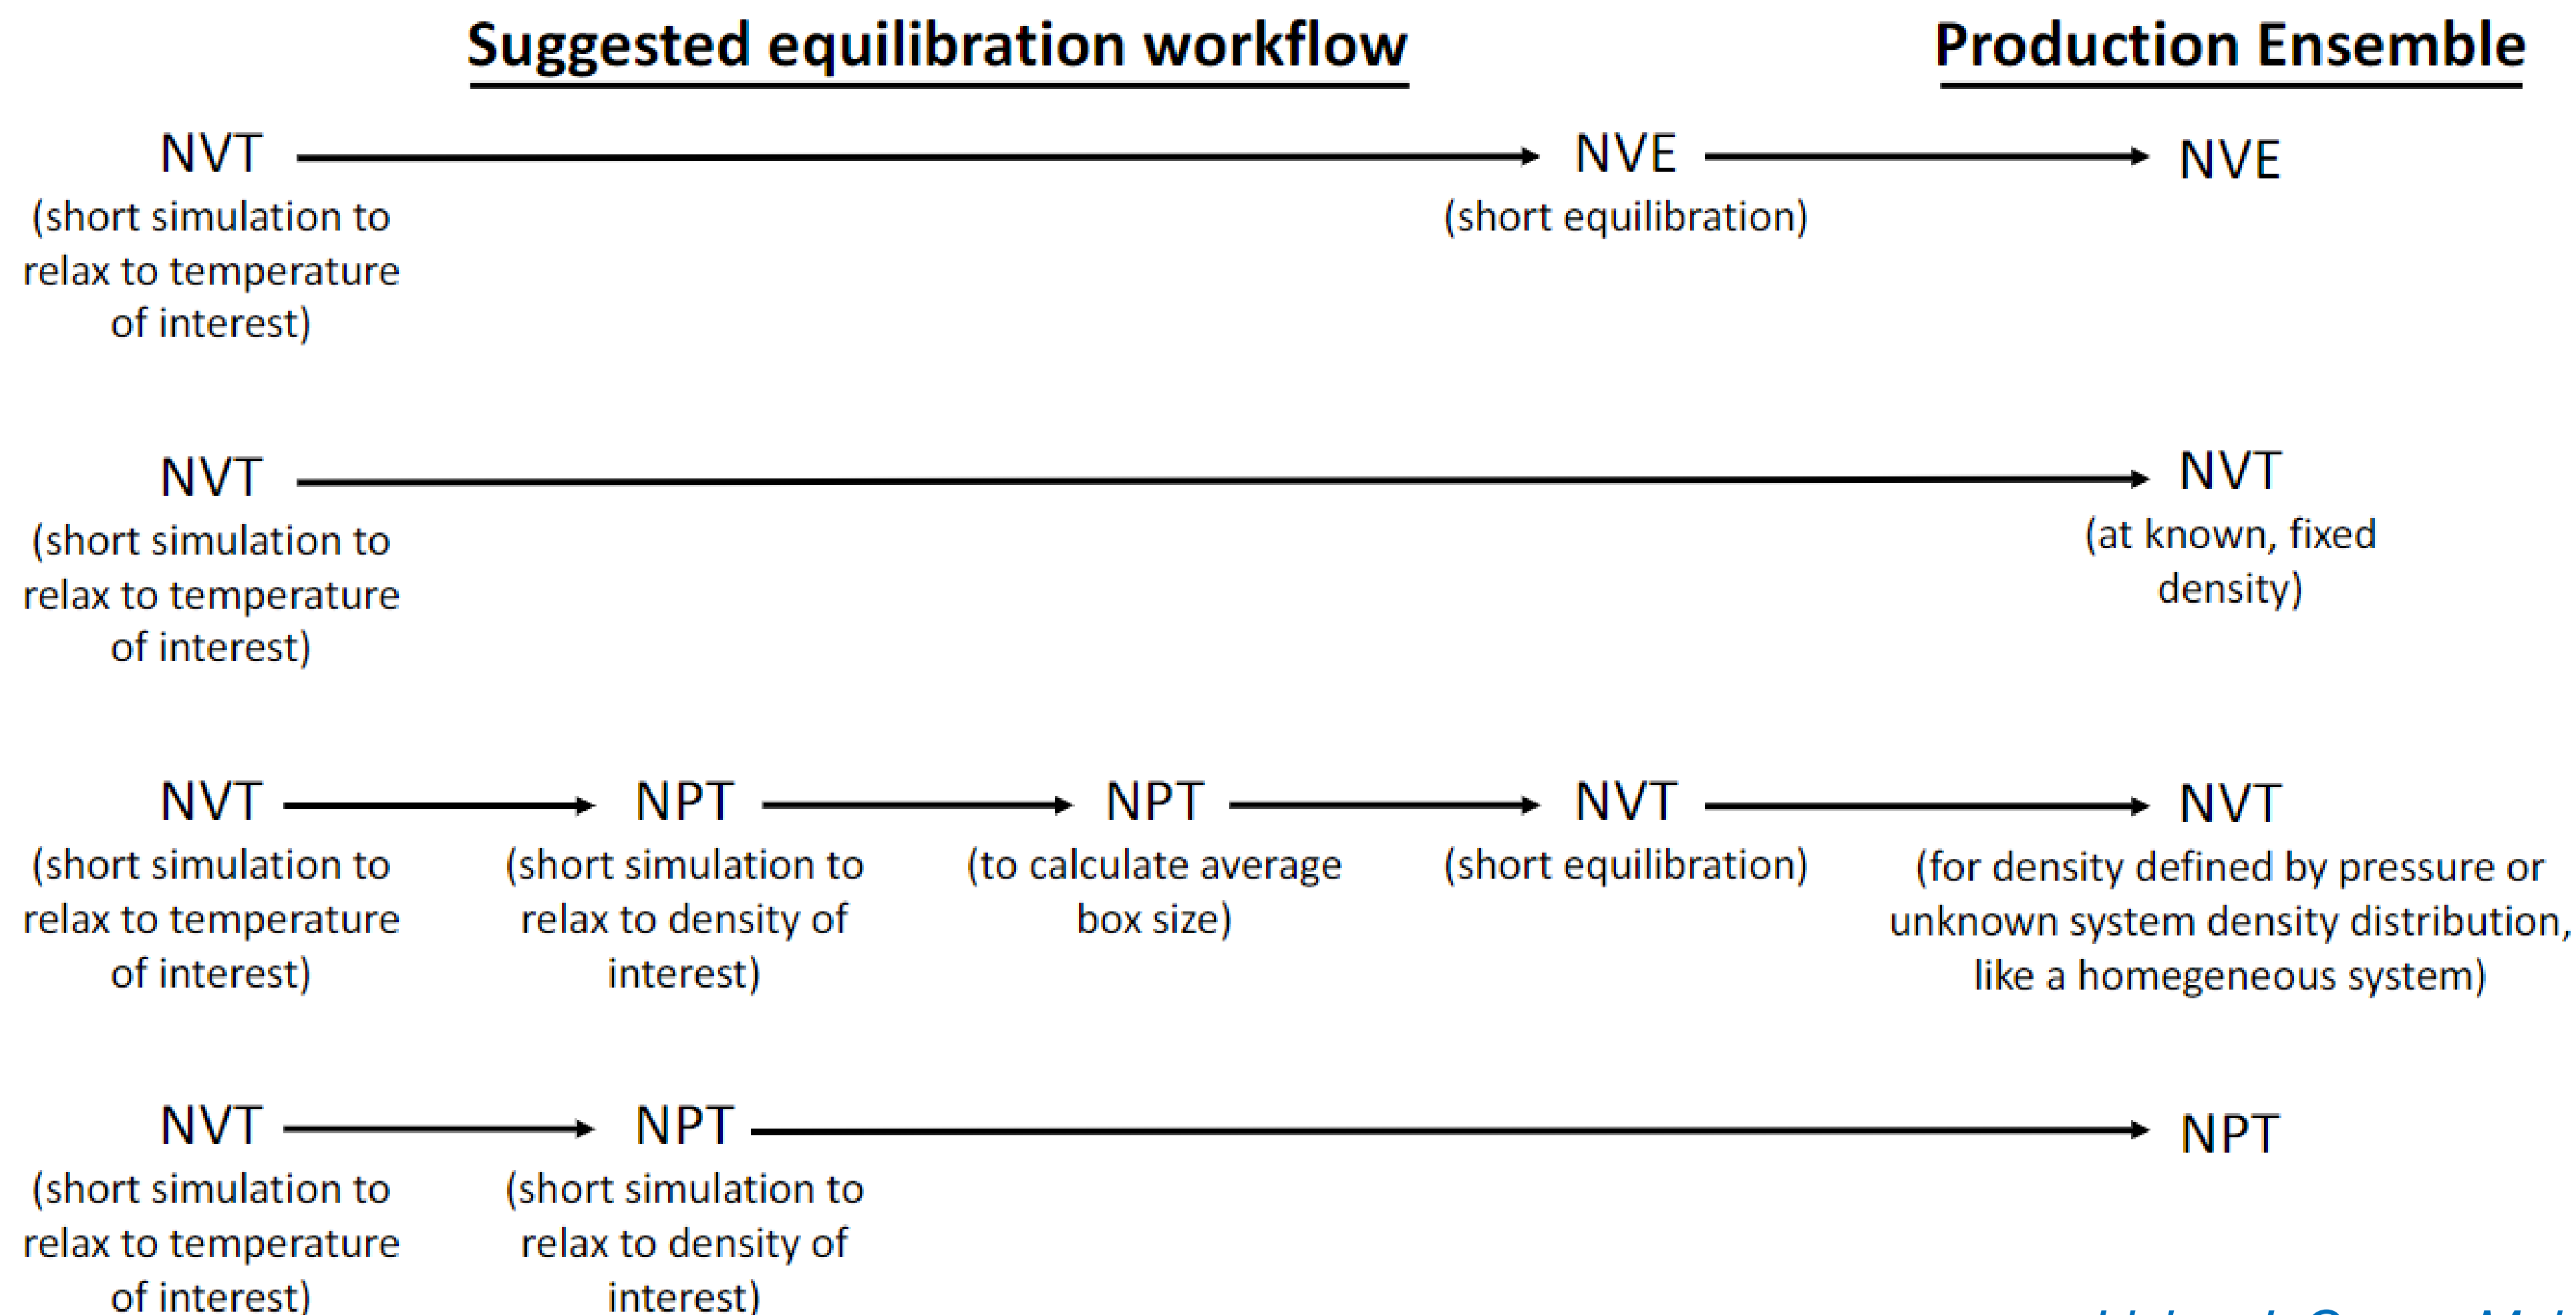 Suggested equilibration workflow
Production Ensemble
NVT
(short simulation to
relax to temperature
of interest)
NVE
(short equilibration)
NVE
NVT
(short simulation to
relax to temperature
of interest)
NVT
(at known, fixed
density)
NVT
(short simulation to
relax to temperature
of interest)
NPT
(short simulation to
relax to density of
interest)
NPT
(to calculate average
box size)
NVT
(short equilibration)
NVT
(for density defined by pressure or
unknown system density distribution,
like a homegeneous system)
NVT
(short simulation to
relax to temperature
of interest)
NPT
(short simulation to
relax to density of
interest)
NPT